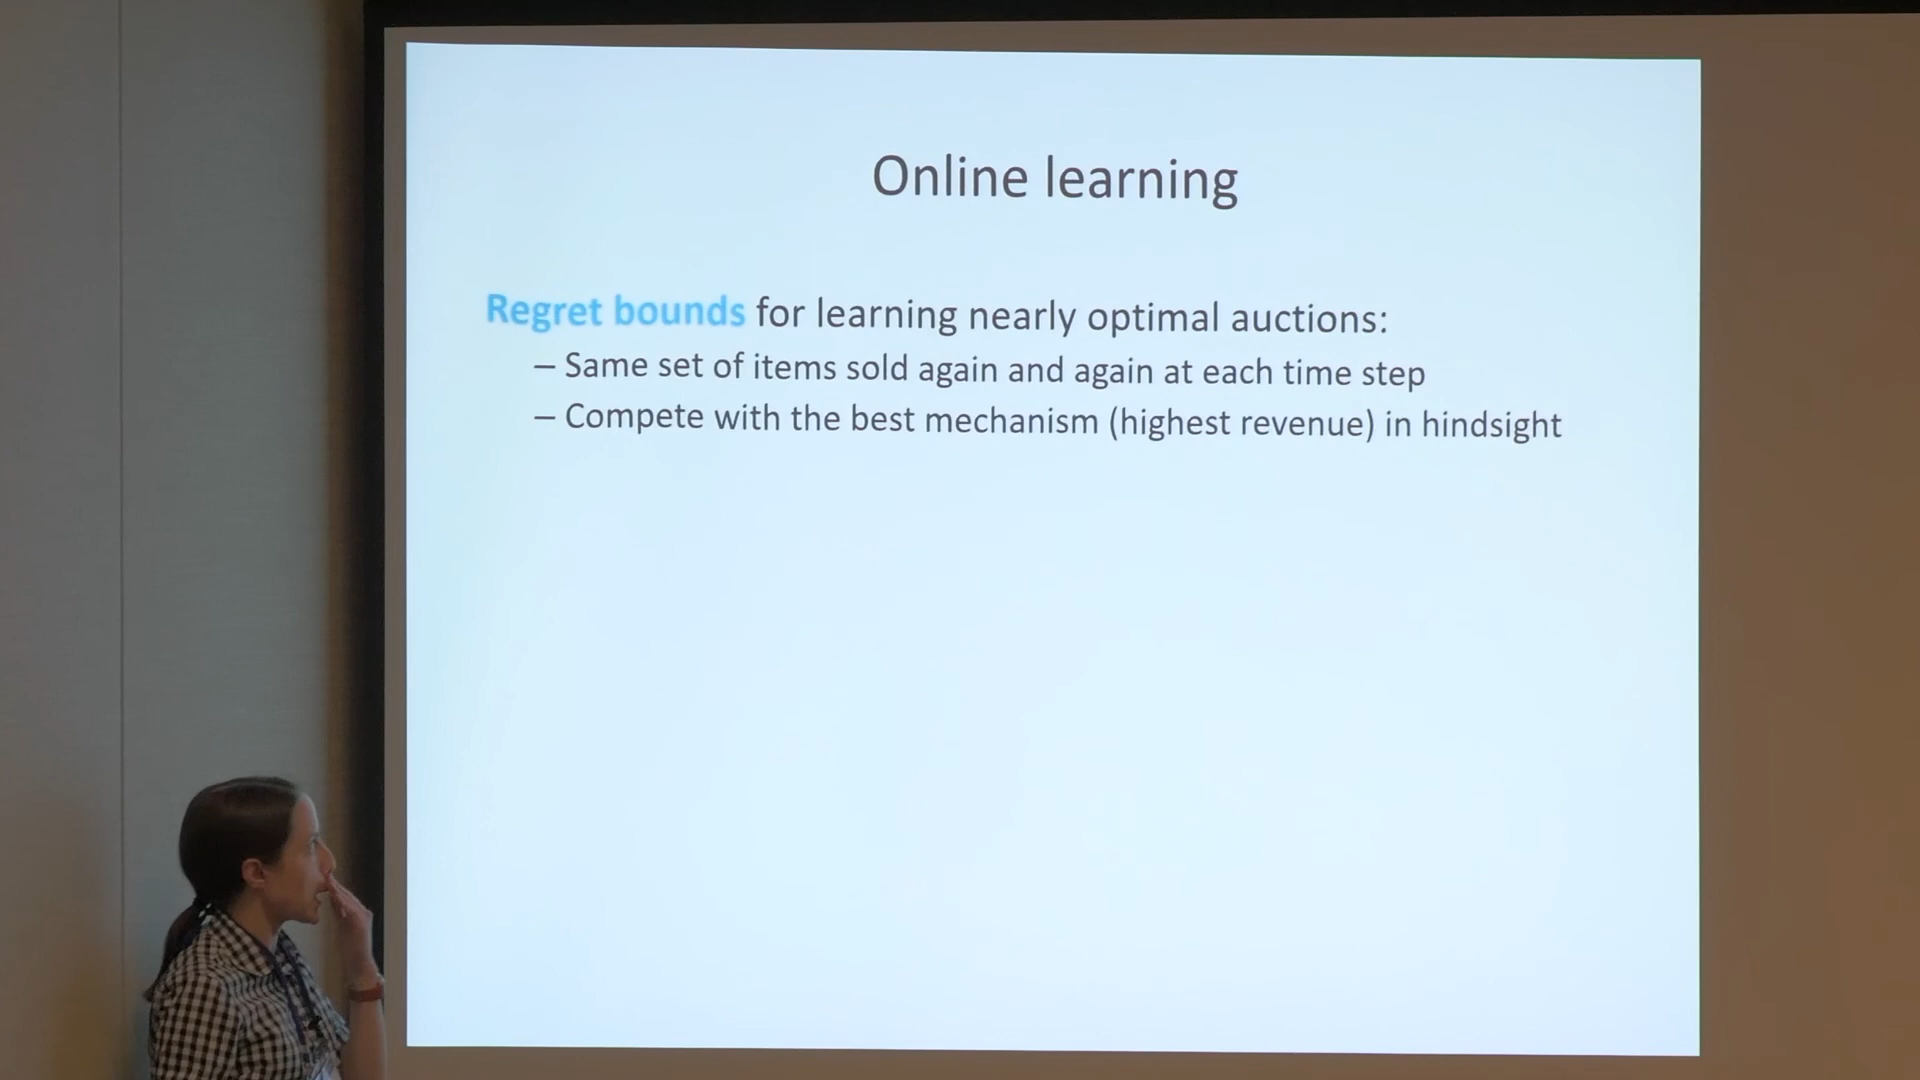 Online learning
Regret bounds for learning nearly optimal auctions:
– Same set of items sold again and again at each time step
– Compete with the best mechanism (highest revenue) in hindsight